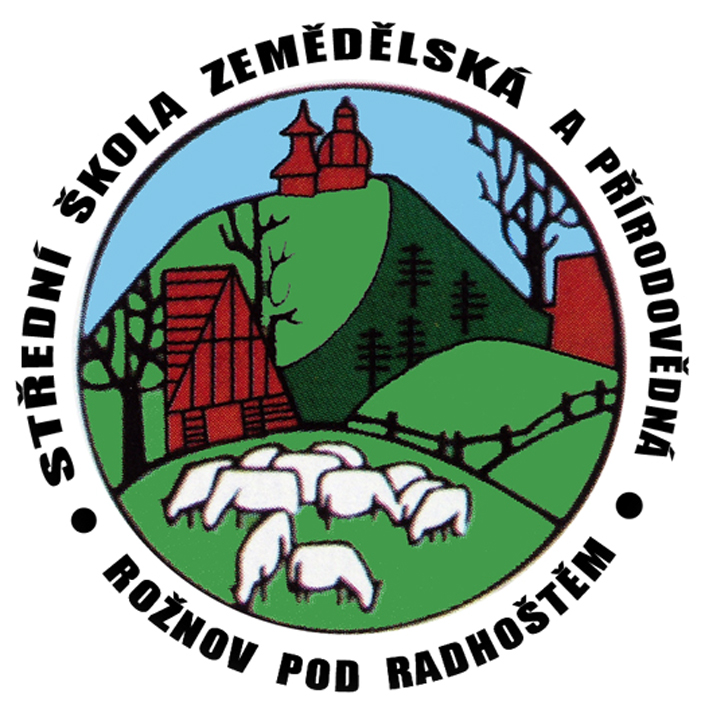 STŘEDNÍ ŠKOLA ZEMĚDĚLSKÁ A PŘÍRODOVĚDNÁ
ROŽNOV POD RADHOŠTĚM